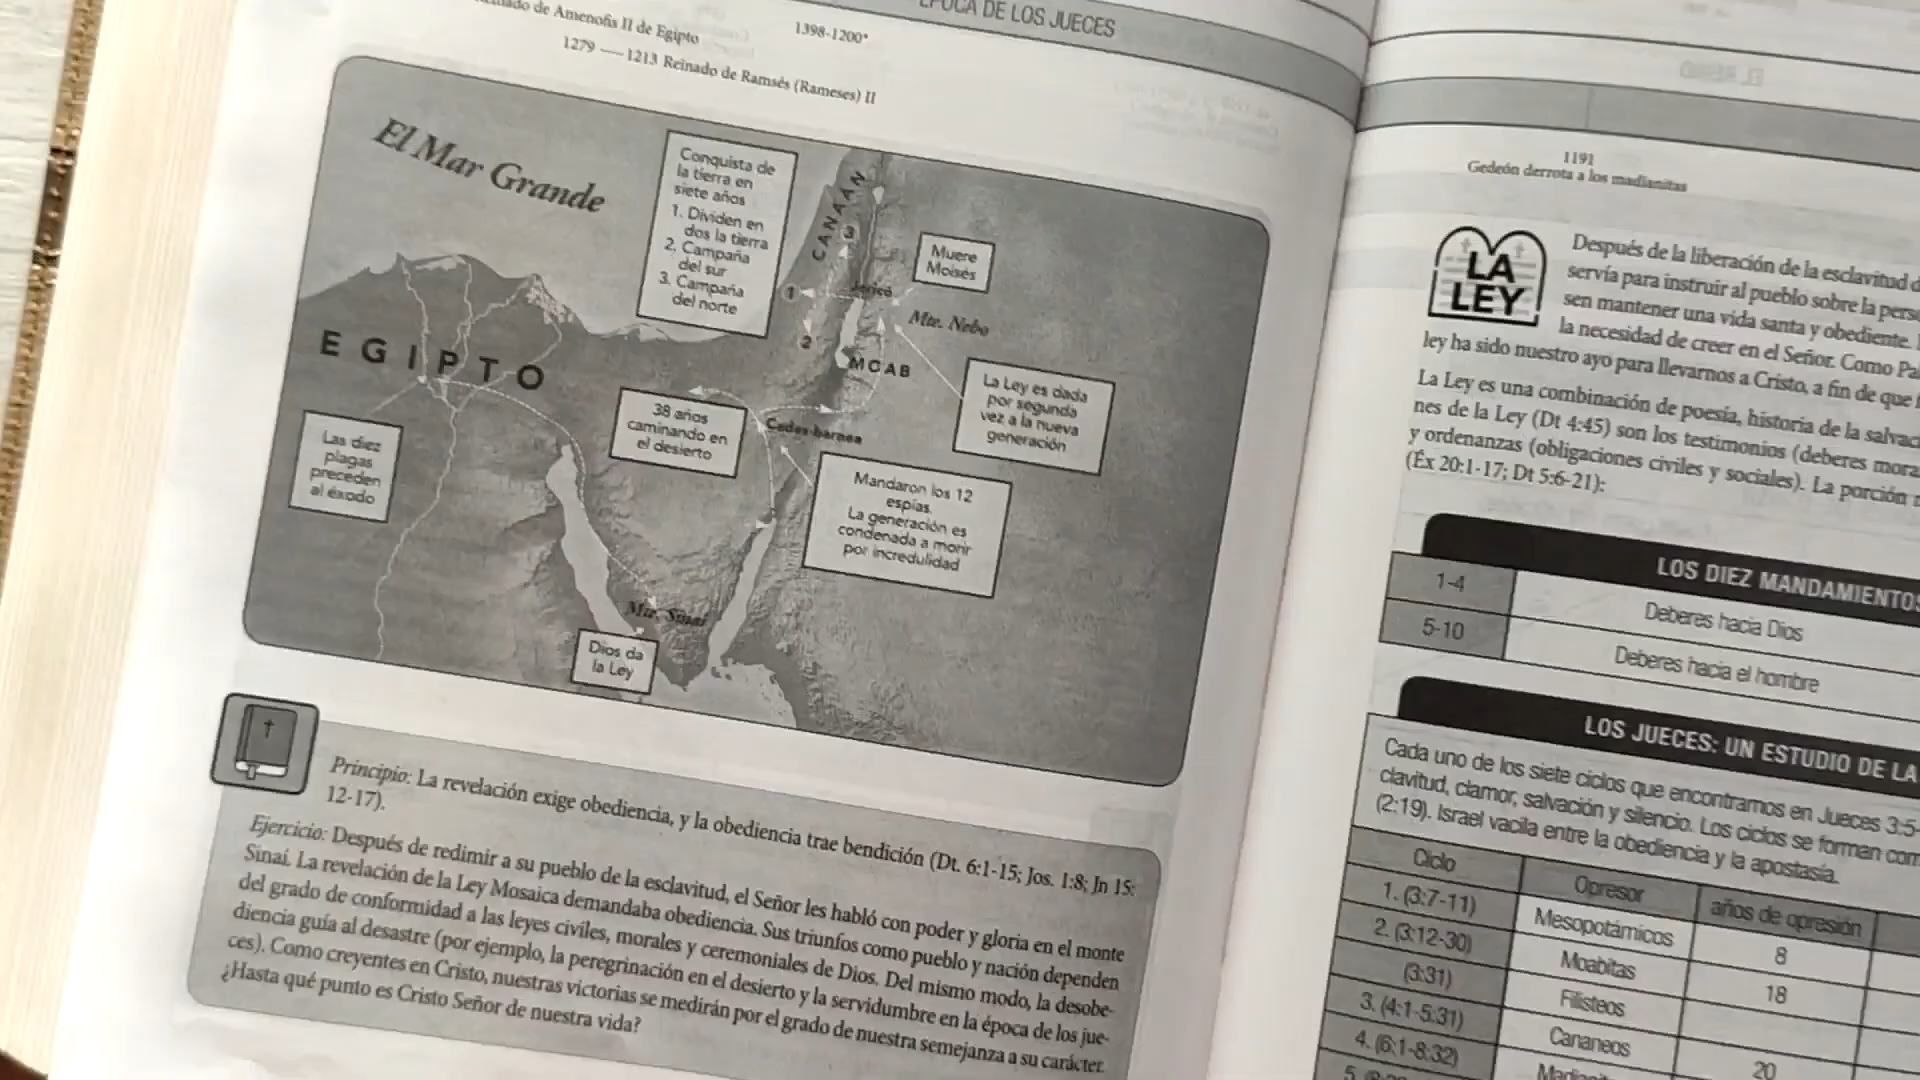 de Amenofis II de Egipto
1398-1200*
ÉPOCA DE LOS JUECES
1279 — 1213 Reinado de Ramsés (Rameses) II
El Mar Grande
Conquista de
la tierra en
siete años
1. Dividen en
dos la tierra
2. Campaña
del sur
3. Campaña
del norte
CANAÁN
3
Muere
Moisés
1
Jericó
Mte. Nebo
2
MOAB
EGIPTO
La Ley es dada
por segunda
vez a la nueva
generación
38 años
caminando en
el desierto
Cades-barnea
Las diez
plagas
preceden
al éxodo
Mandaron los 12
espías.
La generación es
condenada a morir
por incredulidad
Mte. Sinaí
Dios da
la Ley
Principio: La revelación exige obediencia, y la obediencia trae bendición (Dt. 6:1-15; Jos. 1:8; Jn 15:
12-17).
Ejercicio: Después de redimir a su pueblo de la esclavitud, el Señor les habló con poder y gloria en el monte
Sinaí. La revelación de la Ley Mosaica demandaba obediencia. Sus triunfos como pueblo y nación dependen
del grado de conformidad a las leyes civiles, morales y ceremoniales de Dios. Del mismo modo, la desobe-
diencia guía al desastre (por ejemplo, la peregrinación en el desierto y la servidumbre en la época de los jue-
ces). Como creyentes en Cristo, nuestras victorias se medirán por el grado de nuestra semejanza a su carácter.
¿Hasta qué punto es Cristo Señor de nuestra vida?
1191
Gedeón derrota a los madianitas
LA
LEY
Después de la liberación de la esclavitud
servía para instruir al pueblo sobre la
sen mantener una vida santa y obediente.
la necesidad de creer en el Señor. Como
ley ha sido nuestro ayo para llevarnos a Cristo, a fin de que
La Ley es una combinación de poesía, historia de la
nes de la Ley (Dt 4:45) son los testimonios (deberes
y ordenanzas (obligaciones civiles y sociales). La porción
(Éx 20:1-17; Dt 5:6-21):
LOS DIEZ MANDAMIENTOS
1-4 Deberes hacia Dios
5-10 Deberes hacia el hombre
LOS JUECES: UN ESTUDIO DE LA
Cada uno de los siete ciclos que encontramos en Jueces 3:5-
clavitud, clamor, salvación y silencio. Los ciclos se forman
(2:19). Israel vacila entre la obediencia y la apostasía.
Ciclo Opresor años de opresión
1. (3:7-11) Mesopotámicos 8
2. (3:12-30) Moabitas 18
(3:31) Filisteos
3. (4:1-5:31) Cananeos 20
4. (6:1-8:32)
5.